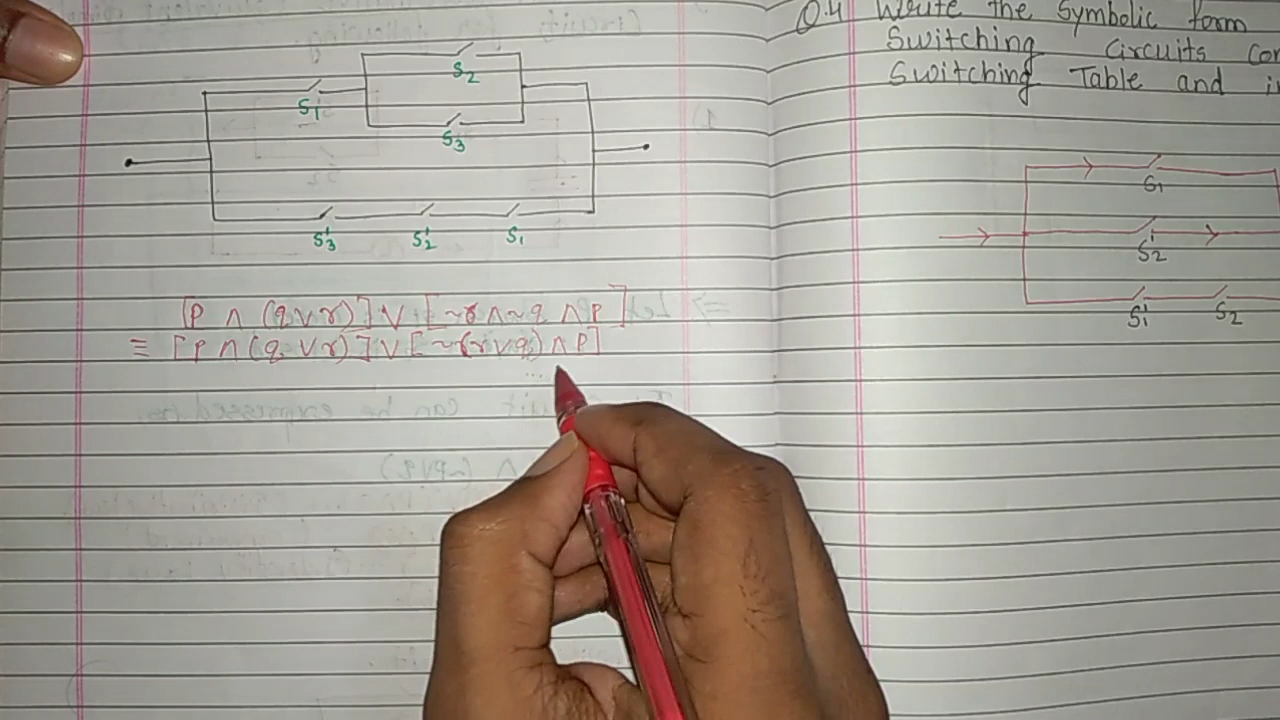 S₂
S₁
S₃
S₃' S₂' S₁
[P ∧ (q ∨ r)] ∨ [~r ∧ ~q ∧ P]
≡ [P ∧ (q ∨ r)] ∨ [~(r ∨ q) ∧ P]
Q.4 Write the Symbolic form
Switching Circuits
Switching Table and
S₁
S₂'
S₁' S₂